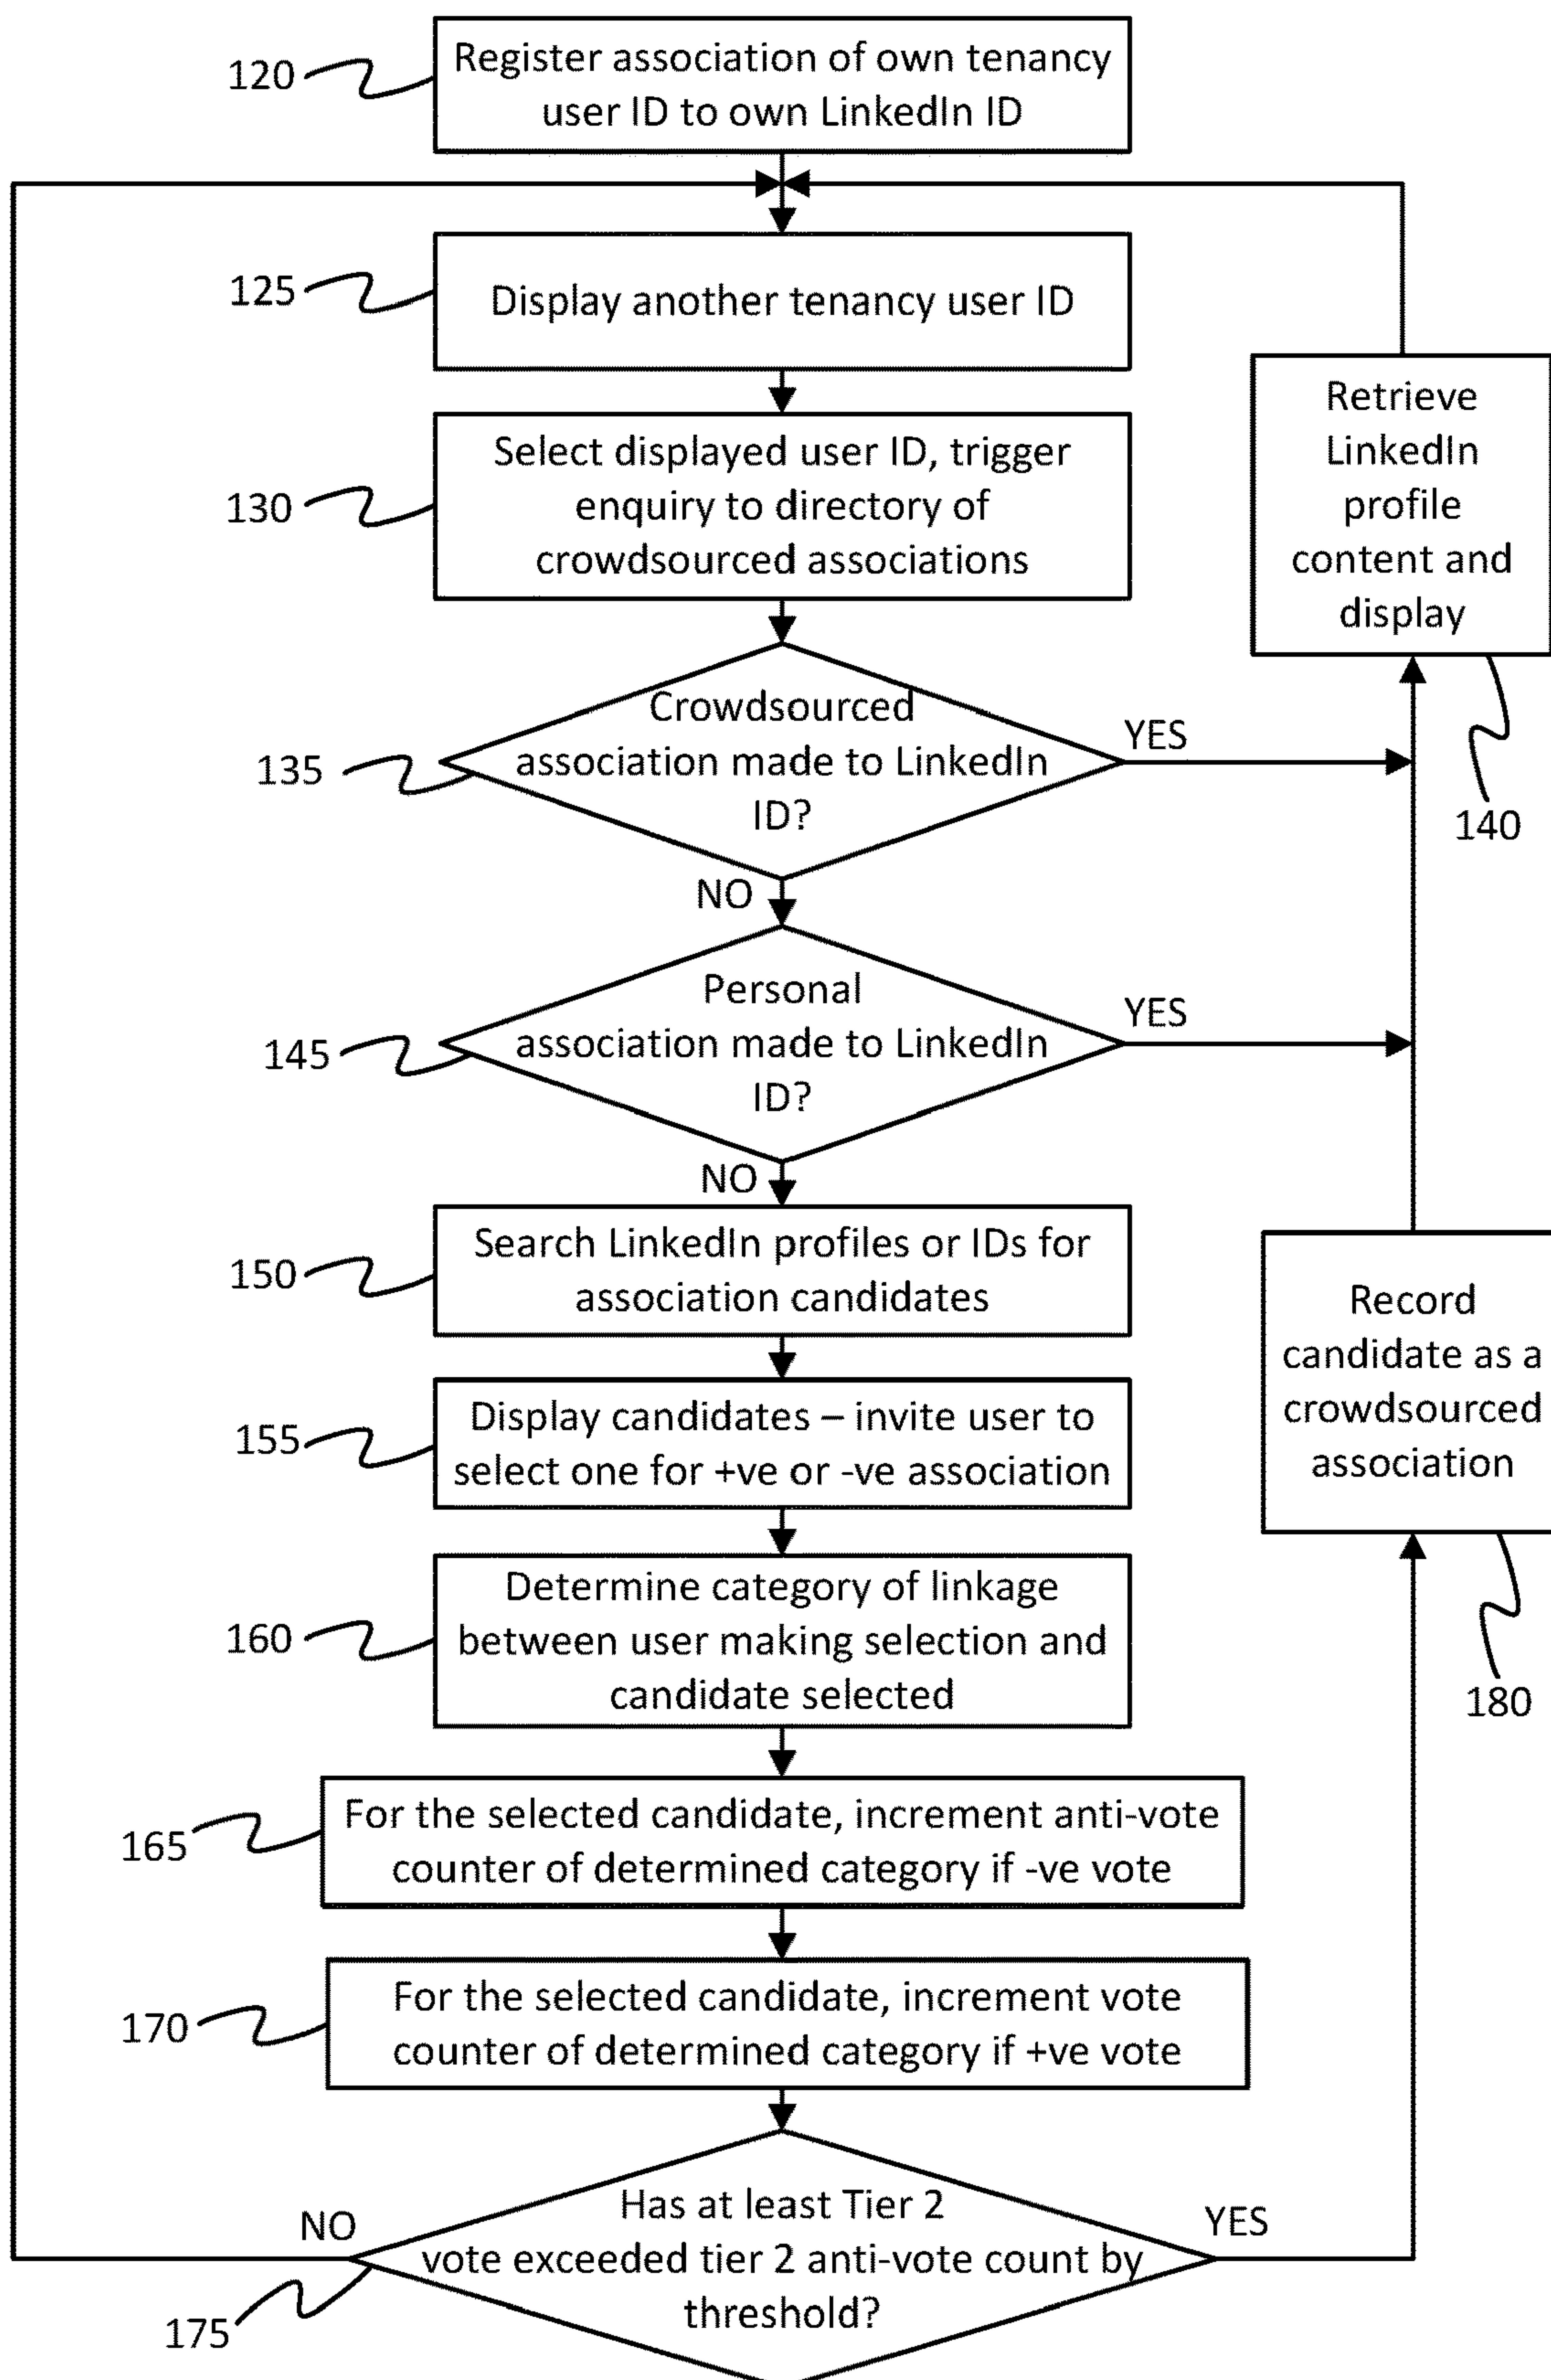 120
Register association of own tenancy
user ID to own LinkedIn ID
125
Display another tenancy user ID
130
Select displayed user ID, trigger
enquiry to directory of
crowdsourced associations
Retrieve
LinkedIn
profile
content and
display
140
135
Crowdsourced
association made to LinkedIn
ID?
YES
NO
145
Personal
association made to LinkedIn
ID?
YES
NO
150
Search LinkedIn profiles or IDs for
association candidates
155
Display candidates – invite user to
select one for +ve or -ve association
Record
candidate as a
crowdsourced
association
180
160
Determine category of linkage
between user making selection and
candidate selected
165
For the selected candidate, increment anti-vote
counter of determined category if -ve vote
170
For the selected candidate, increment vote
counter of determined category if +ve vote
NO
Has at least Tier 2
vote exceeded tier 2 anti-vote count by
threshold?
YES
175